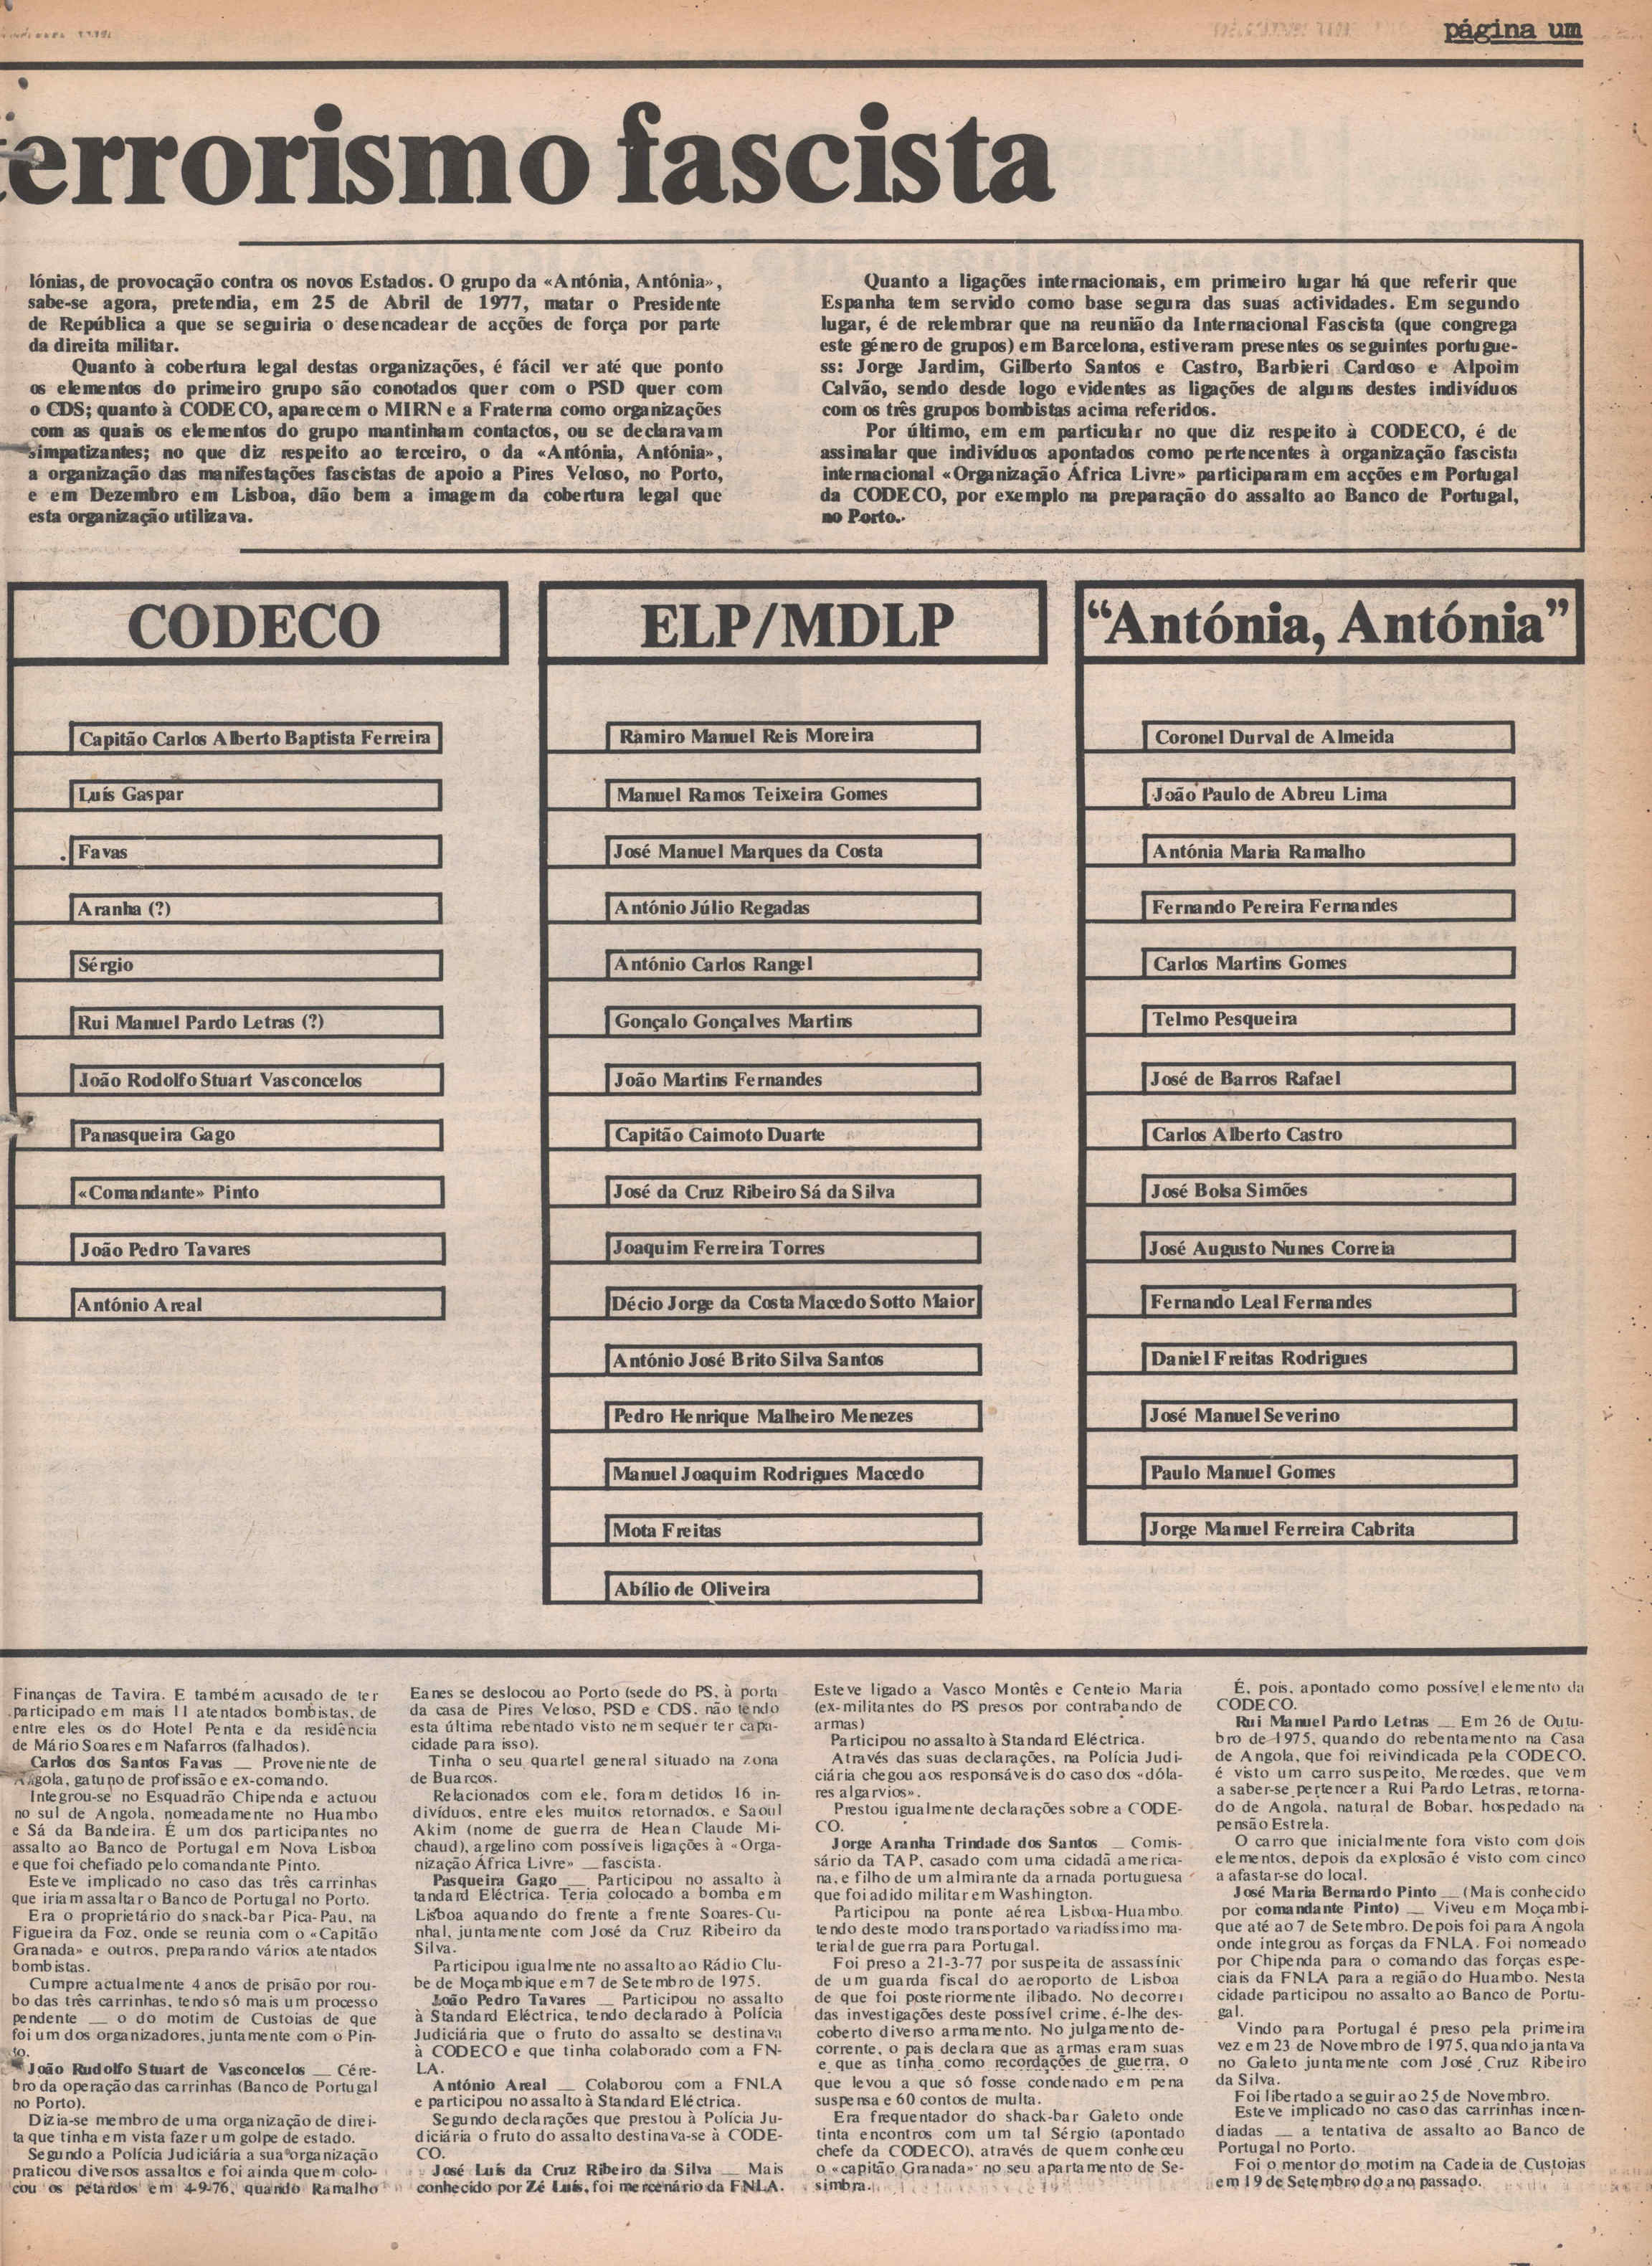 página um
errorismo fascista
lónias, de provocação contra os novos Estados. O grupo da «Antónia, Antónia»,
sabe-se agora, pretendia, em 25 de Abril de 1977, matar o Presidente
de República a que se seguiria o desencadear de acções de força por parte
da direita militar.
Quanto à cobertura legal destas organizações, é fácil ver até que ponto
os elementos do primeiro grupo são conotados quer com o PSD quer com
o CDS; quanto à CODECO, aparecem o MIRN e a Fraterna como organizações
com as quais os elementos do grupo mantinham contactos, ou se declaravam
simpatizantes; no que diz respeito ao terceiro, o da «Antónia, Antónia»,
a organização das manifestações fascistas de apoio a Pires Veloso, no Porto,
e em Dezembro em Lisboa, dão bem a imagem da cobertura legal que
esta organização utilizava.
Quanto a ligações internacionais, em primeiro lugar há que referir que
Espanha tem servido como base segura das suas actividades. Em segundo
lugar, é de relembrar que na reunião da Internacional Fascista (que congrega
este género de grupos) em Barcelona, estiveram presentes os seguintes portugue-
ss: Jorge Jardim, Gilberto Santos e Castro, Barbieri Cardoso e Alpoim
Calvão, sendo desde logo evidentes as ligações de alguns destes indivíduos
com os três grupos bombistas acima referidos.
Por último, em em particular no que diz respeito à CODECO, é de
assinalar que indivíduos apontados como pertencentes à organização fascista
internacional «Organização África Livre» participaram em acções em Portugal
da CODECO, por exemplo na preparação do assalto ao Banco de Portugal,
no Porto.
CODECO
Capitão Carlos Alberto Baptista Ferreira
Luís Gaspar
Favas
Aranha (?)
Sérgio
Rui Manuel Pardo Letras (?)
João Rodolfo Stuart Vasconcelos
Panasqueira Gago
«Comandante» Pinto
João Pedro Tavares
António Areal
ELP/MDLP
Ramiro Manuel Reis Moreira
Manuel Ramos Teixeira Gomes
José Manuel Marques da Costa
António Júlio Regadas
António Carlos Rangel
Gonçalo Gonçalves Martins
João Martins Fernandes
Capitão Caimoto Duarte
José da Cruz Ribeiro Sá da Silva
Joaquim Ferreira Torres
Décio Jorge da Costa Macedo Sotto Maior
António José Brito Silva Santos
Pedro Henrique Malheiro Menezes
Manuel Joaquim Rodrigues Macedo
Mota Freitas
Abílio de Oliveira
“Antónia, Antónia”
Coronel Durval de Almeida
João Paulo de Abreu Lima
Antónia Maria Ramalho
Fernando Pereira Fernandes
Carlos Martins Gomes
Telmo Pesqueira
José de Barros Rafael
Carlos Alberto Castro
José Bolsa Simões
José Augusto Nunes Correia
Fernando Leal Fernandes
Daniel Freitas Rodrigues
José Manuel Severino
Paulo Manuel Gomes
Jorge Manuel Ferreira Cabrita
Finanças de Tavira. E também acusado de ter
participado em mais 11 atentados bombistas, de
entre eles os do Hotel Penta e da residência
de Mário Soares em Nafarros (falhados).
Carlos dos Santos Favas — Proveniente de
Angola, gatuno de profissão e ex-comando.
Integrou-se no Esquadrão Chipenda e actuou
no sul de Angola, nomeadamente no Huambo
e Sá da Bandeira. É um dos participantes no
assalto ao Banco de Portugal em Nova Lisboa
e que foi chefiado pelo comandante Pinto.
Esteve implicado no caso das três carrinhas
que iriam assaltar o Banco de Portugal no Porto.
Era o proprietário do snack-bar Pica-Pau, na
Figueira da Foz, onde se reunia com o «Capitão
Granada» e outros, preparando vários atentados
bombistas.
Cumpre actualmente 4 anos de prisão por rou-
bo das três carrinhas, tendo só mais um processo
pendente — o do motim de Custoias de que
foi um dos organizadores, juntamente com o Pin-
to.
João Rudolfo Stuart de Vasconcelos — Cére-
bro da operação das carrinhas (Banco de Portugal
no Porto).
Dizia-se membro de uma organização de direi-
ta que tinha em vista fazer um golpe de estado.
Segundo a Polícia Judiciária a sua organização
praticou diversos assaltos e foi ainda quem colo-
cou os petardos em 4-9-76, quando Ramalho
Eanes se deslocou ao Porto (sede do PS, à porta
da casa de Pires Veloso, PSD e CDS, não tendo
esta última rebentado visto nem sequer ter capa-
cidade para isso).
Tinha o seu quartel general situado na zona
de Buarcos.
Relacionados com ele, foram detidos 16 in-
divíduos, entre eles muitos retornados, e Saoul
Akim (nome de guerra de Hean Claude Mi-
chaud), argelino com possíveis ligações à «Orga-
nização África Livre» — fascista.
Pasqueira Gago — Participou no assalto à
tandard Eléctrica. Teria colocado a bomba em
Lisboa aquando do frente a frente Soares-Cu-
nhal, juntamente com José da Cruz Ribeiro da
Silva.
Participou igualmente no assalto ao Rádio Clu-
be de Moçambique em 7 de Setembro de 1975.
João Pedro Tavares — Participou no assalto
à Standard Eléctrica, tendo declarado à Polícia
Judiciária que o fruto do assalto se destinava
à CODECO e que tinha colaborado com a FN-
LA.
António Areal — Colaborou com a FNLA
e participou no assalto à Standard Eléctrica.
Segundo declarações que prestou à Polícia Ju-
diciária o fruto do assalto destinava-se à CODE-
CO.
José Luís da Cruz Ribeiro da Silva — Mais
conhecido por Zé Luís, foi mercenário da FNLA.
Esteve ligado a Vasco Montês e Centeio Maria
(ex-militantes do PS presos por contrabando de
armas)
Participou no assalto à Standard Eléctrica.
Através das suas declarações, na Polícia Judi-
ciária chegou aos responsáveis do caso dos «dóla-
res algarvios».
Prestou igualmente declarações sobre a CODE-
CO.
Jorge Aranha Trindade dos Santos — Comis-
sário da TAP, casado com uma cidadã america-
na, e filho de um almirante da arnada portuguesa
que foi adido militar em Washington.
Participou na ponte aérea Lisboa-Huambo,
tendo deste modo transportado variadíssimo ma-
terial de guerra para Portugal.
Foi preso a 21-3-77 por suspeita de assassínic
de um guarda fiscal do aeroporto de Lisboa
de que foi posteriormente ilibado. No decorrei
das investigações deste possível crime, é-lhe des-
coberto diverso armamento. No julgamento de-
corrente, o pais declara que as armas eram suas
e que as tinha como recordações de guerra, o
que levou a que só fosse condenado em pena
suspensa e 60 contos de multa.
Era frequentador do shack-bar Galeto onde
tinta encontros com um tal Sérgio (apontado
chefe da CODECO), através de quem conheceu
o «capitão Granada» no seu apartamento de Se-
simbra.
É, pois, apontado como possível elemento da
CODECO.
Rui Manuel Pardo Letras — Em 26 de Outu-
bro de 1975, quando do rebentamento na Casa
de Angola, que foi reivindicada pela CODECO,
é visto um carro suspeito, Mercedes, que vem
a saber-se pertencer a Rui Pardo Letras, retorna-
do de Angola, natural de Bobar, hospedado na
pensão Estrela.
O carro que inicialmente fora visto com dois
elementos, depois da explosão é visto com cinco
a afastar-se do local.
José Maria Bernardo Pinto — (Mais conhecido
por comandante Pinto) — Viveu em Moçambi-
que até ao 7 de Setembro. Depois foi para Angola
onde integrou as forças da FNLA. Foi nomeado
por Chipenda para o comando das forças espe-
ciais da FNLA para a região do Huambo. Nesta
cidade participou no assalto ao Banco de Portu-
gal.
Vindo para Portugal é preso pela primeira
vez em 23 de Novembro de 1975, quando jantava
no Galeto juntamente com José Cruz Ribeiro
da Silva.
Foi libertado a seguir ao 25 de Novembro.
Esteve implicado no caso das carrinhas incen-
diadas — a tentativa de assalto ao Banco de
Portugal no Porto.
Foi o mentor do motim na Cadeia de Custoias
em 19 de Setembro do ano passado.